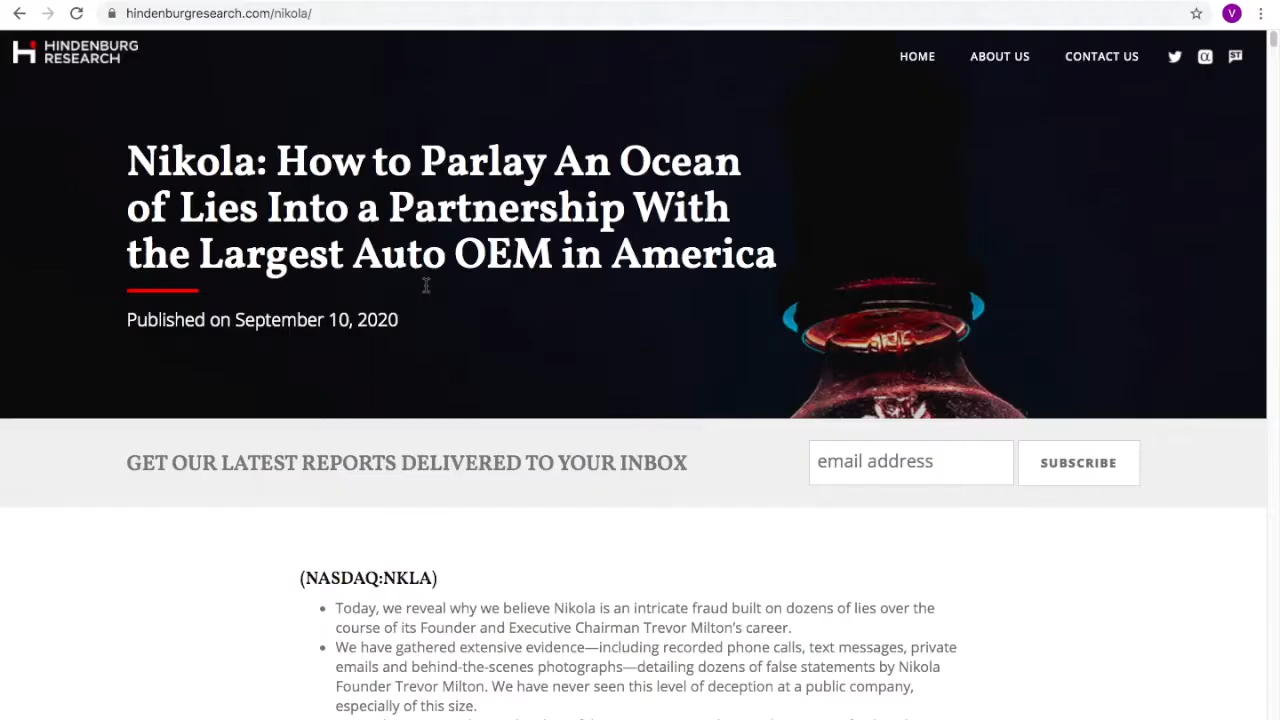 hindenburgresearch.com/nikola/
V
HINDENBURG
RESEARCH
HOME ABOUT US CONTACT US
Nikola: How to Parlay An Ocean
of Lies Into a Partnership With
the Largest Auto OEM in America
Published on September 10, 2020
GET OUR LATEST REPORTS DELIVERED TO YOUR INBOX
email address
SUBSCRIBE
(NASDAQ:NKLA)
• Today, we reveal why we believe Nikola is an intricate fraud built on dozens of lies over the
course of its Founder and Executive Chairman Trevor Milton’s career.
• We have gathered extensive evidence—including recorded phone calls, text messages, private
emails and behind-the-scenes photographs—detailing dozens of false statements by Nikola
Founder Trevor Milton. We have never seen this level of deception at a public company,
especially of this size.